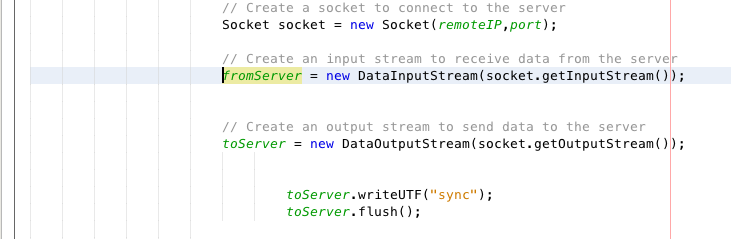 // Create a socket to connect to the server
Socket socket = new Socket(remoteIP,port);
// Create an input stream to receive data from the server
fromServer = new DataInputStream(socket.getInputStream());
// Create an output stream to send data to the server
toServer = new DataOutputStream(socket.getOutputStream());
toServer.writeUTF("sync");
toServer.flush();